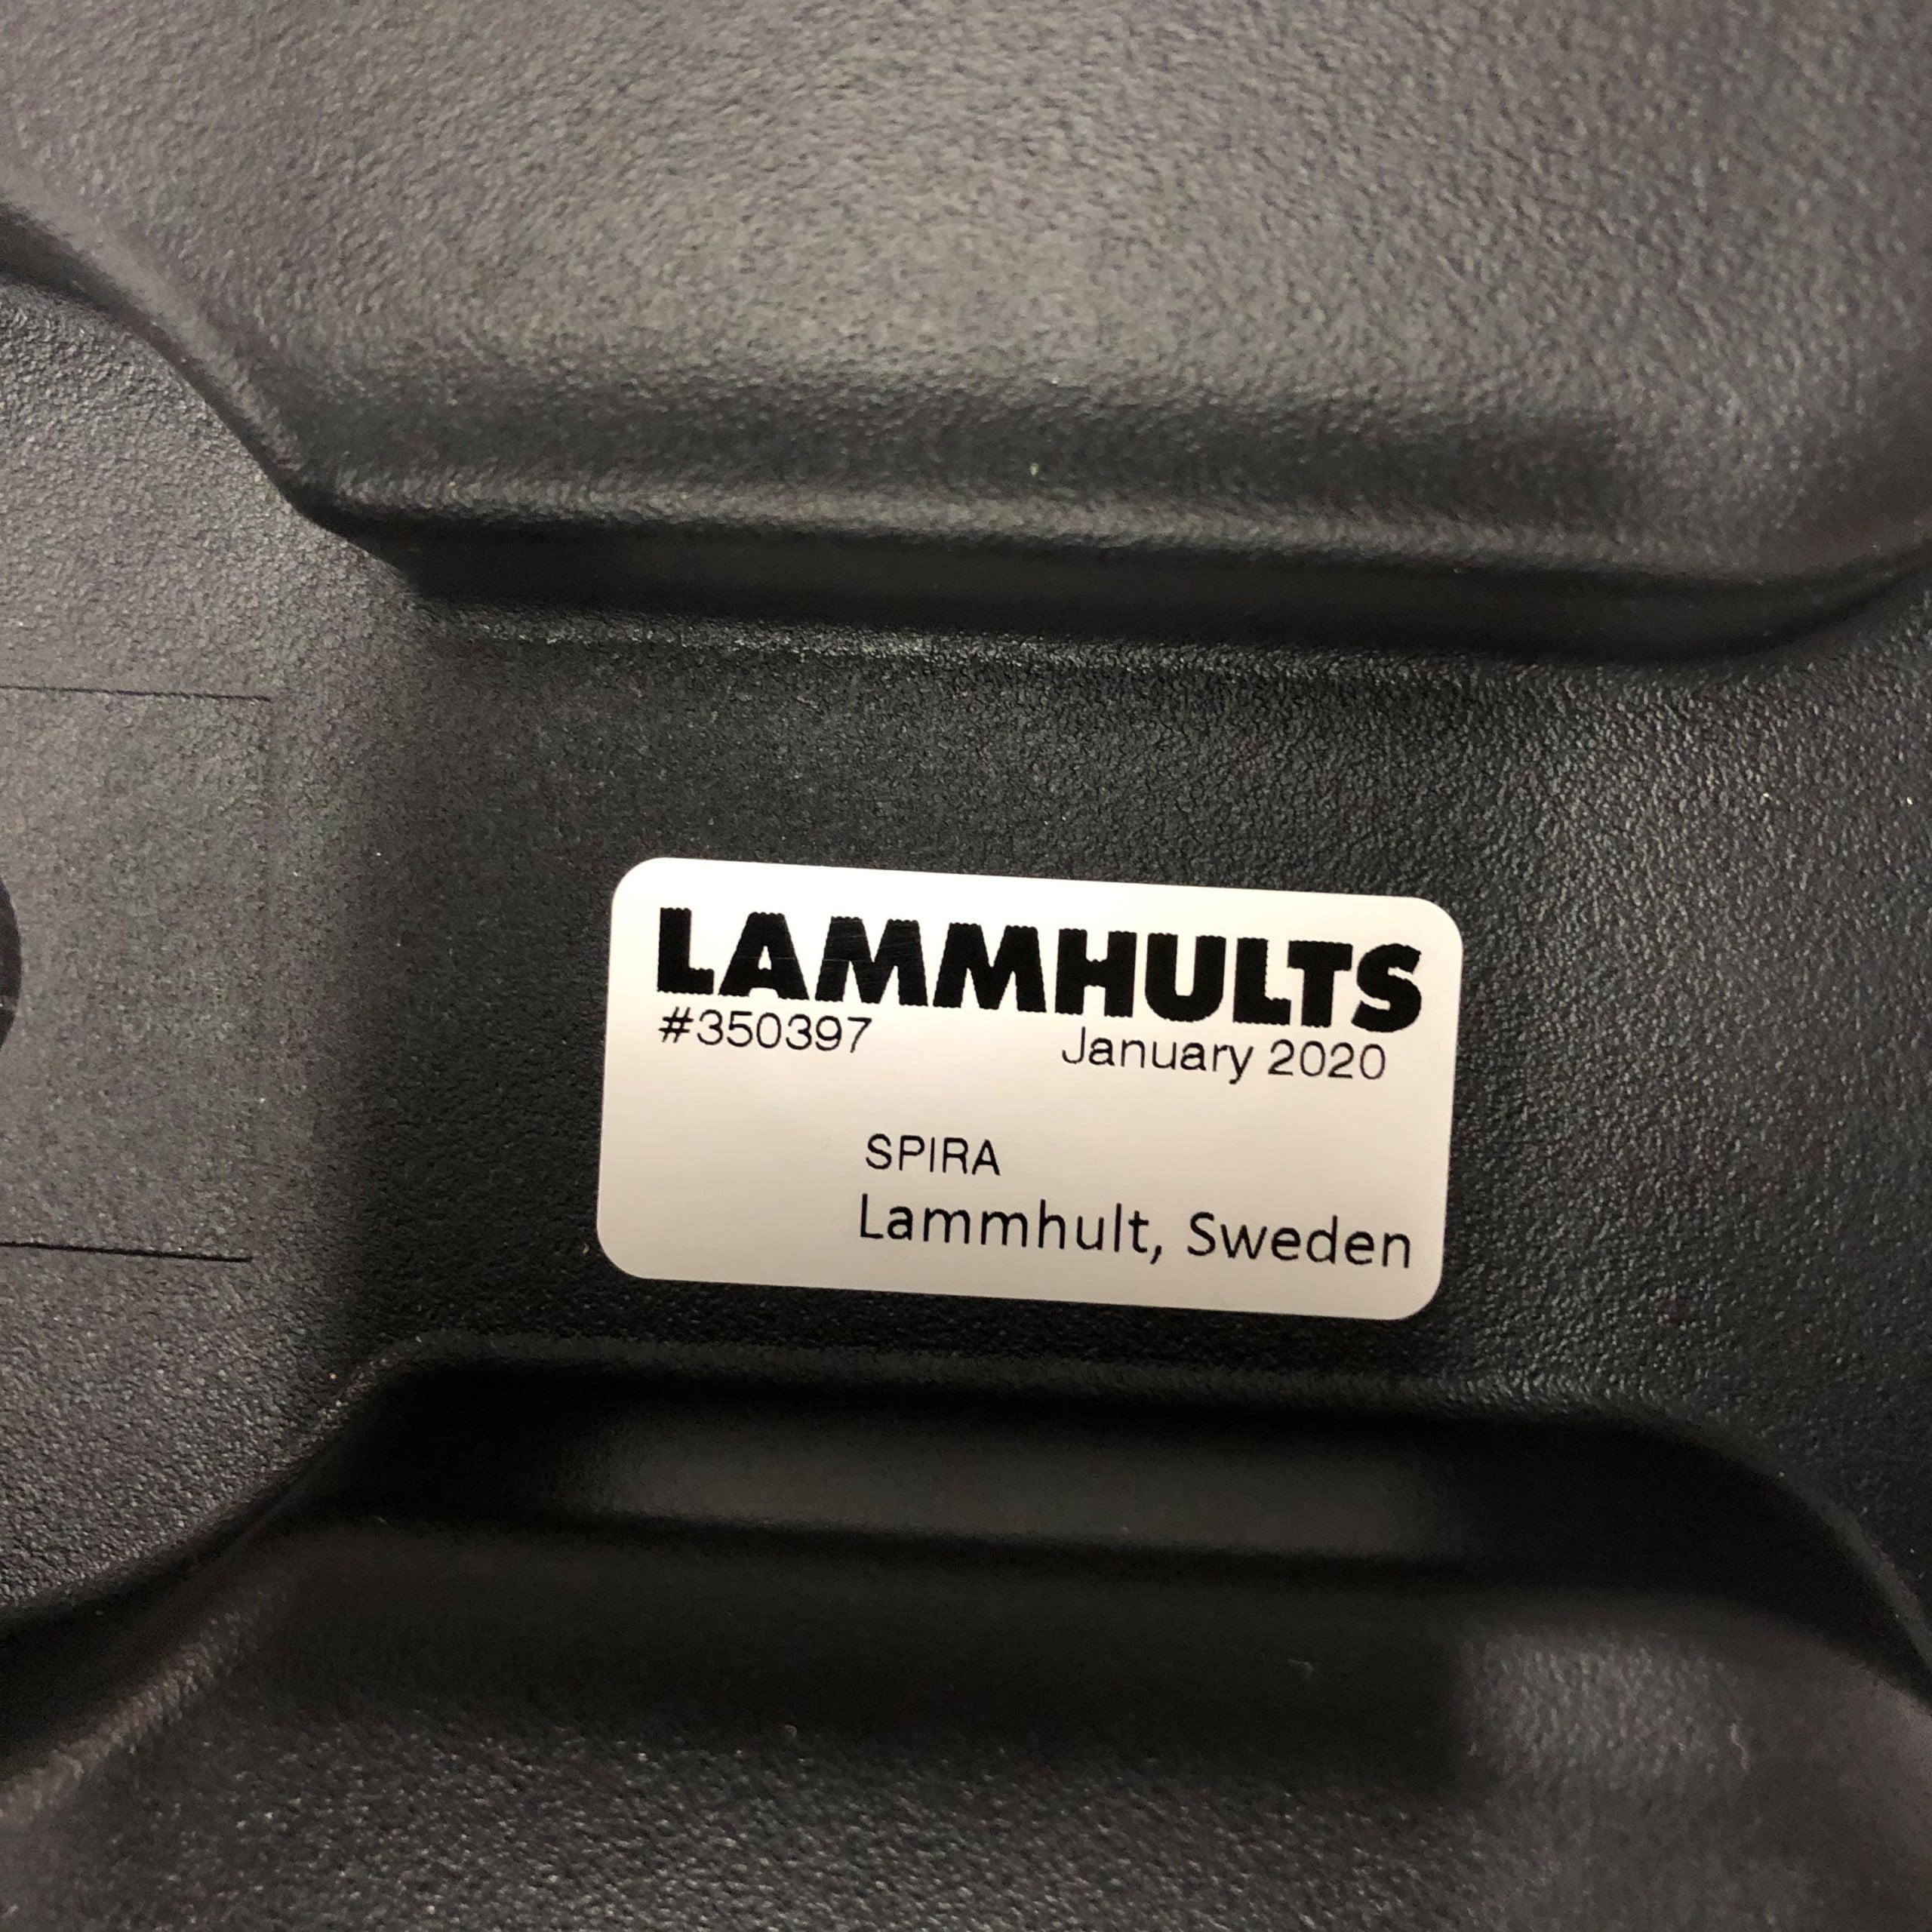 LAMMHULTS
#350397 January 2020
SPIRA
Lammhult, Sweden